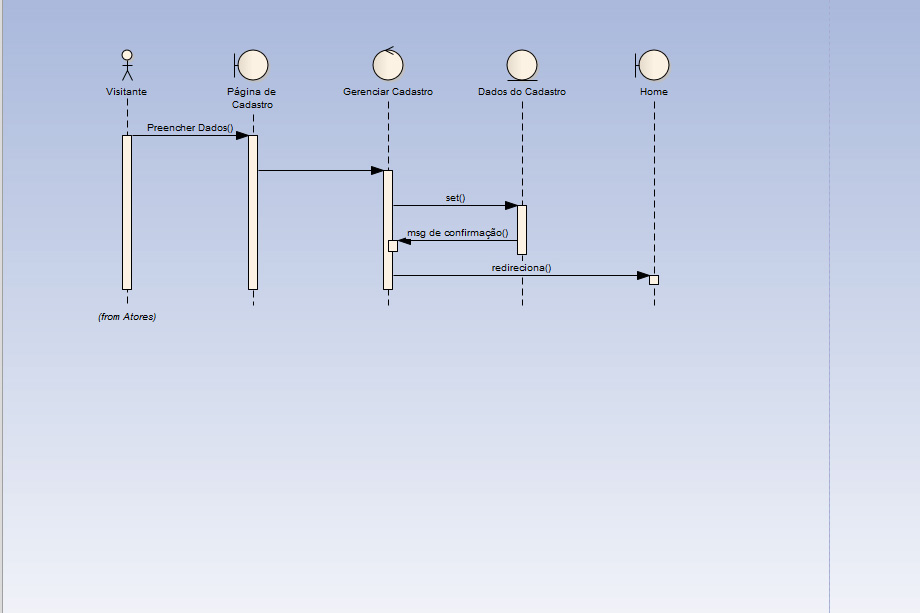 Visitante
Página de
Cadastro
Gerenciar Cadastro
Dados do Cadastro
Home
Preencher Dados()
set()
msg de confirmação()
redireciona()
(from Atores)